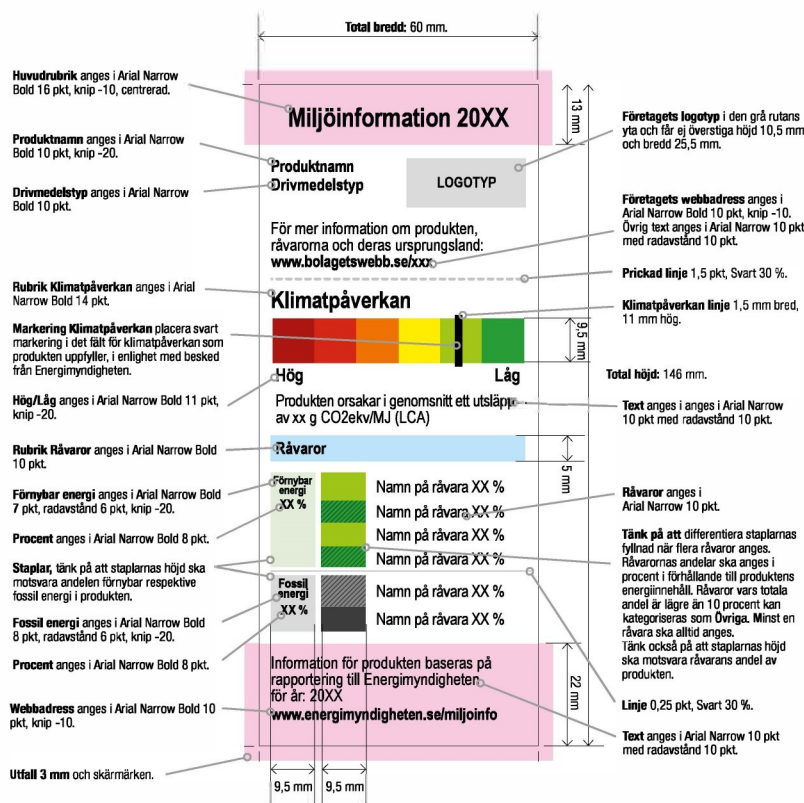 Total bredd: 60 mm.
Huvudrubrik anges i Arial Narrow
Bold 16 pkt, knip -10, centrerad.
Produktnamn anges i Arial Narrow
Bold 10 pkt, knip -20.
Drivmedelstyp anges i Arial Narrow
Bold 10 pkt.
Rubrik Klimatpåverkan anges i Arial
Narrow Bold 14 pkt.
Markering Klimatpåverkan placera svart
markering i det fält för klimatpåverkan som
produkten uppfyller, i enlighet med besked
från Energimyndigheten.
Hög/Låg anges i Arial Narrow Bold 11 pkt,
knip -20.
Rubrik Råvaror anges i Arial Narrow Bold
10 pkt.
Förnybar energi anges i Arial Narrow Bold
7 pkt, radavstånd 6 pkt, knip -20.
Procent anges i Arial Narrow Bold 8 pkt.
Staplar, tänk på att staplarnas höjd ska
motsvara andelen förnybar respektive
fossil energi i produkten.
Fossil energi anges i Arial Narrow Bold
8 pkt, radavstånd 6 pkt, knip -20.
Procent anges i Arial Narrow Bold 8 pkt.
Webbadress anges i Arial Narrow Bold 10
pkt, knip -10.
Utfall 3 mm och skärmärken.
Miljöinformation 20XX
Produktnamn
Drivmedelstyp
LOGOTYP
För mer information om produkten,
råvarorna och deras ursprungsland:
www.bolagetswebb.se/xxx
Klimatpåverkan
Hög
Låg
Produkten orsakar i genomsnitt ett utsläpp
av xx g CO2ekv/MJ (LCA)
Råvaror
Förnybar
energi
XX %
Namn på råvara XX %
Namn på råvara XX %
Namn på råvara XX %
Namn på råvara XX %
Fossil
energi
XX %
Namn på råvara XX %
Namn på råvara XX %
Information för produkten baseras på
rapportering till Energimyndigheten
för år: 20XX
www.energimyndigheten.se/miljoinfo
9,5 mm
9,5 mm
13 mm
9,5 mm
5 mm
22 mm
Företagets logotyp i den grå rutans
yta och får ej överstiga höjd 10,5 mm
och bredd 25,5 mm.
Företagets webbadress anges i
Arial Narrow Bold 10 pkt, knip -10.
Övrig text anges i Arial Narrow 10 pkt
med radavstånd 10 pkt.
Prickad linje 1,5 pkt, Svart 30 %.
Klimatpåverkan linje 1,5 mm bred,
11 mm hög.
Total höjd: 146 mm.
Text anges i anges i Arial Narrow
10 pkt med radavstånd 10 pkt.
Råvaror anges i
Arial Narrow 10 pkt.
Tänk på att differentiera staplarnas
fyllnad när flera råvaror anges.
Råvarornas andelar ska anges i
procent i förhållande till produktens
energiinnehåll. Råvaror vars totala
andel är lägre än 10 procent kan
kategoriseras som Övriga. Minst en
råvara ska alltid anges.
Tänk också på att staplarnas höjd
ska motsvara råvarans andel av
produkten.
Linje 0,25 pkt, Svart 30 %.
Text anges i Arial Narrow 10 pkt
med radavstånd 10 pkt.